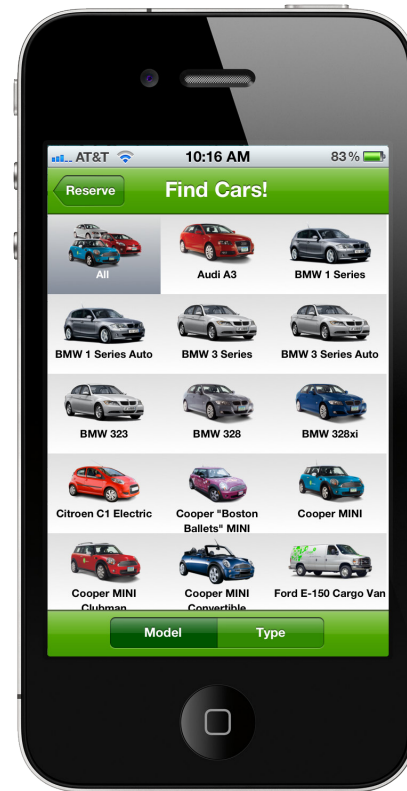 AT&T 10:16 AM 83%
Reserve Find Cars!
All Audi A3 BMW 1 Series
BMW 1 Series Auto BMW 3 Series BMW 3 Series Auto
BMW 323 BMW 328 BMW 328xi
Citroen C1 Electric Cooper "Boston Cooper MINI
Ballets" MINI
Cooper MINI Cooper MINI Ford E-150 Cargo Van
Clubman Convertible
Model Type